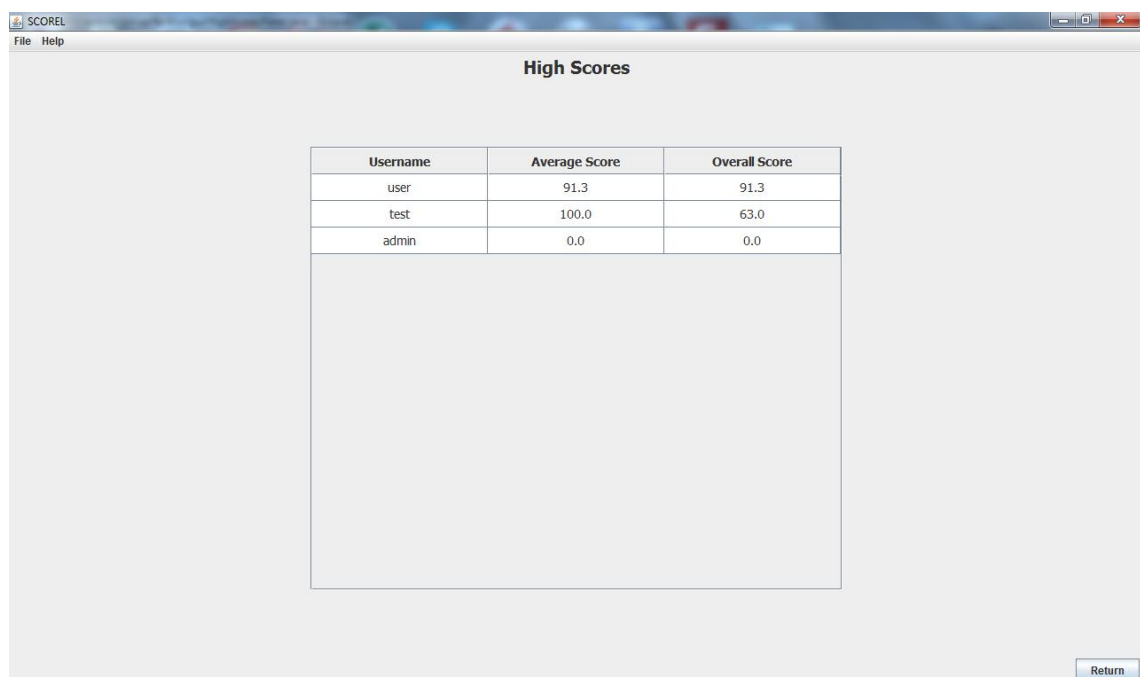 SCOREL
File Help
High Scores
Username Average Score Overall Score
user 91.3 91.3
test 100.0 63.0
admin 0.0 0.0
Return